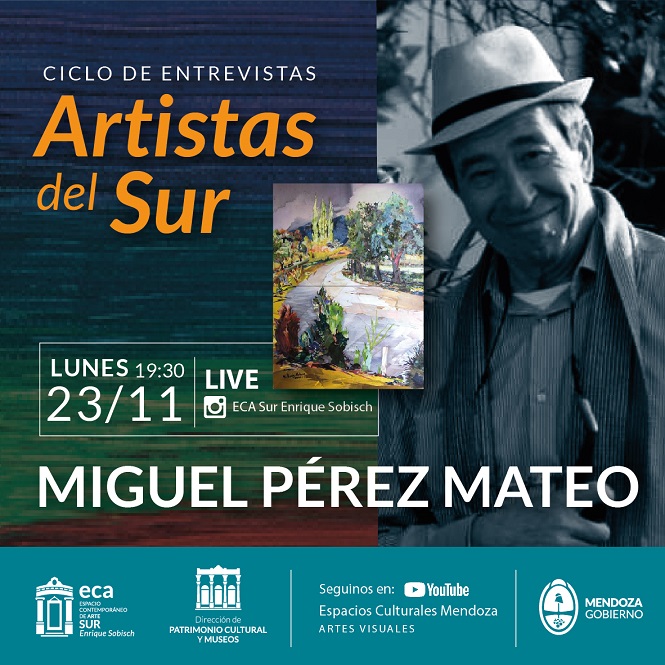 CICLO DE ENTREVISTAS
Artistas
del Sur
LUNES 19:30
23/11
LIVE
ECA Sur Enrique Sobisch
MIGUEL PÉREZ MATEO
eca
ESPACIO
CONTEMPORÁNEO
DE ARTE
SUR
Enrique Sobisch
Dirección de
PATRIMONIO CULTURAL
Y MUSEOS
Seguinos en: YouTube
Espacios Culturales Mendoza
ARTES VISUALES
MENDOZA
GOBIERNO